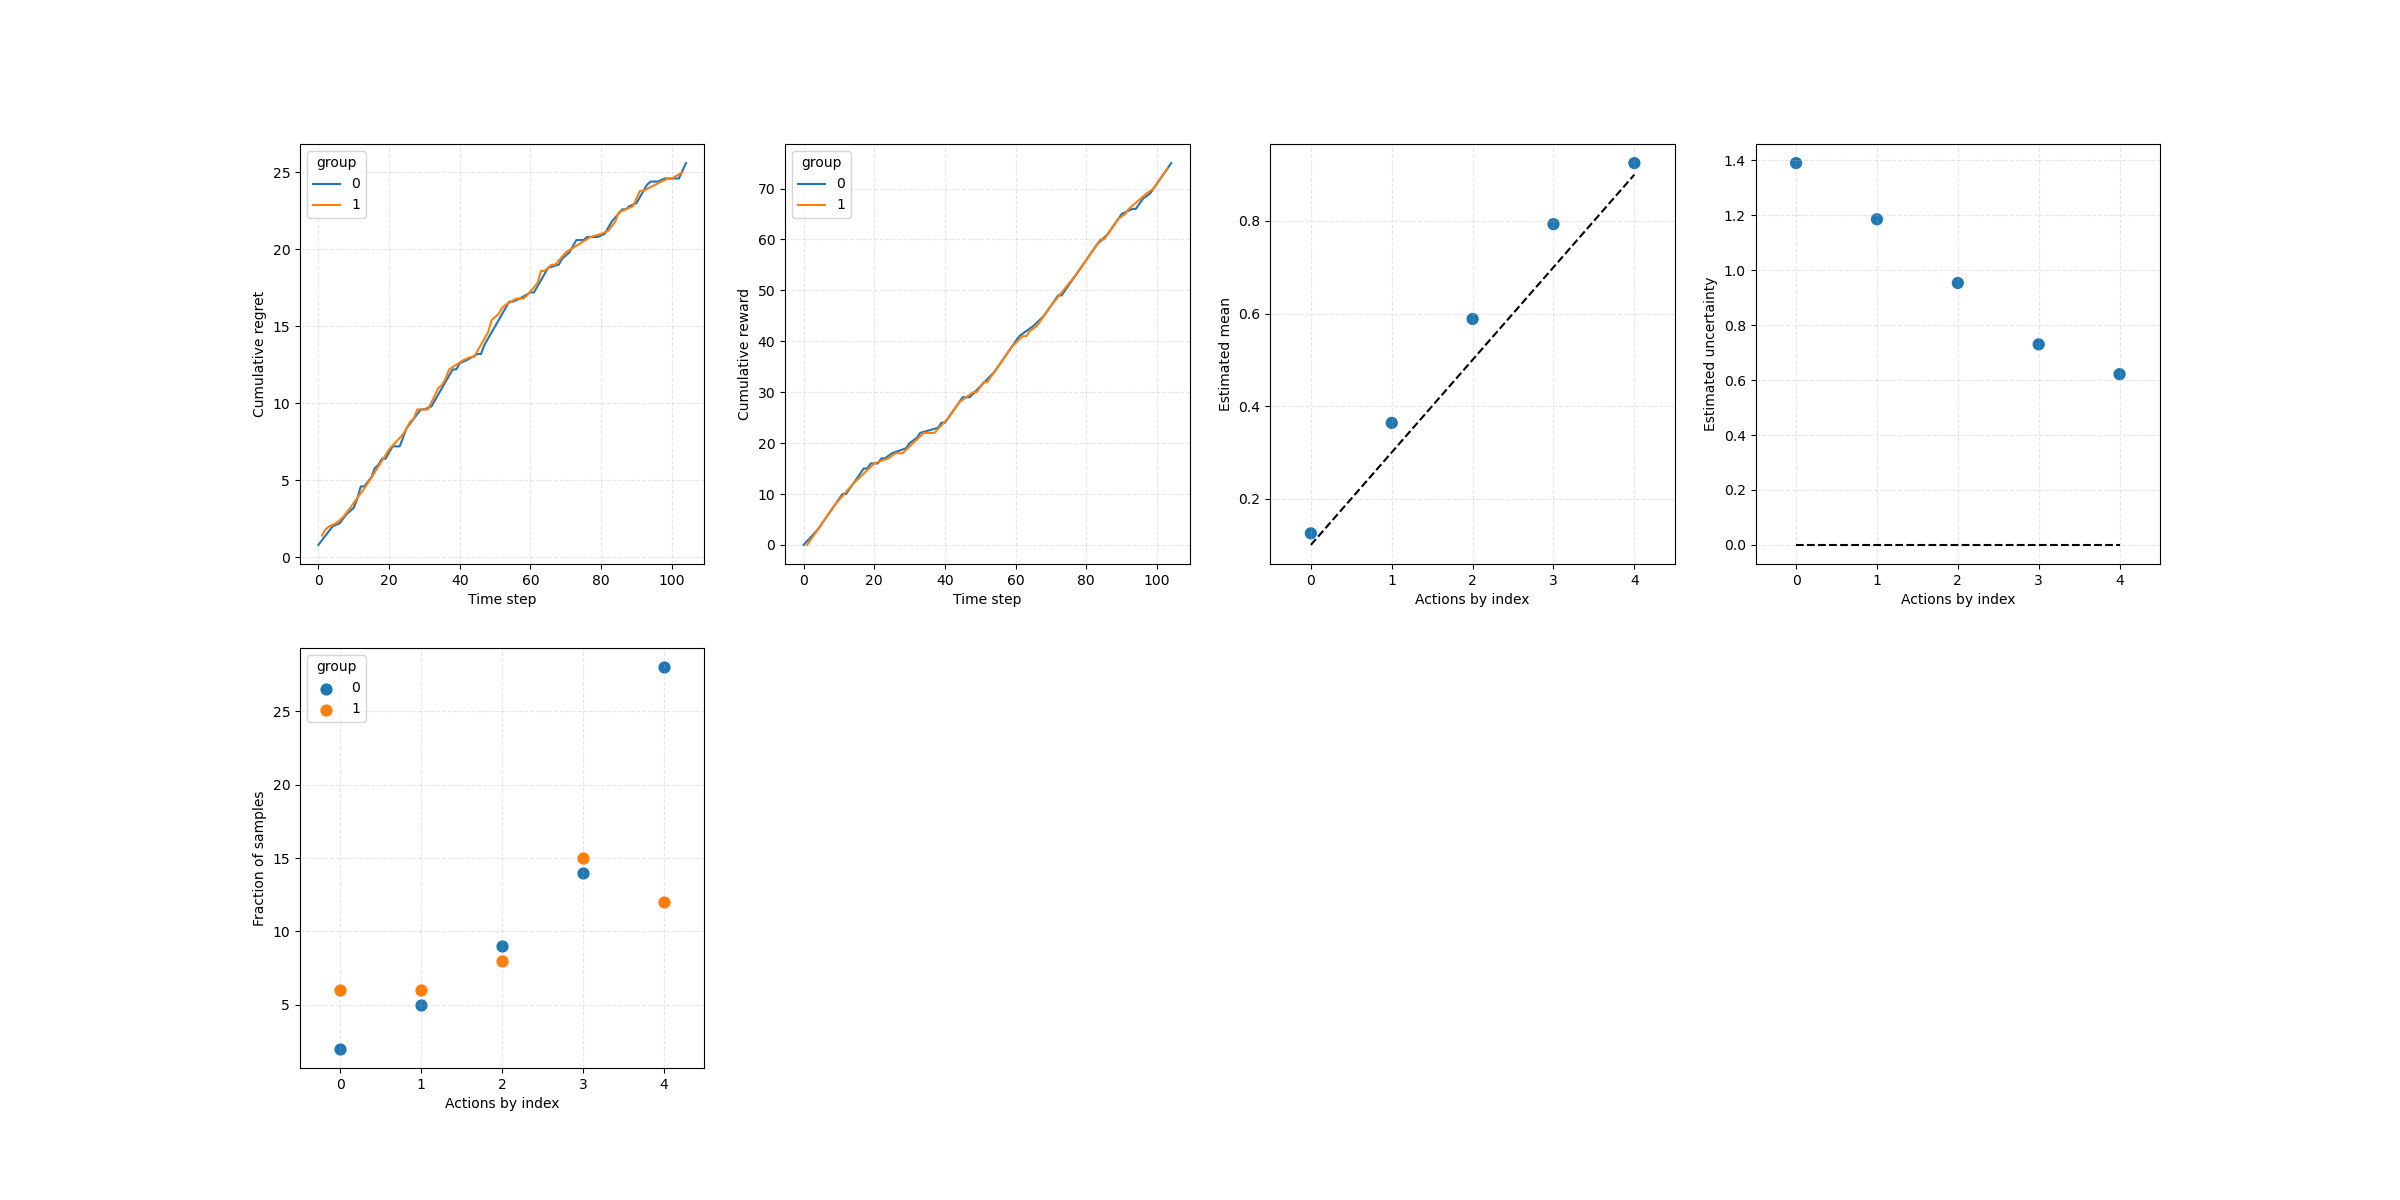 group
0
1
25
20
15
10
5
0
Cumulative regret
0 20 40 60 80 100
Time step
group
0
1
70
60
50
40
30
20
10
0
Cumulative reward
0 20 40 60 80 100
Time step
0.8
0.6
0.4
0.2
Estimated mean
0 1 2 3 4
Actions by index
1.4
1.2
1.0
0.8
0.6
0.4
0.2
0.0
Estimated uncertainty
0 1 2 3 4
Actions by index
group
0
1
25
20
15
10
5
Fraction of samples
0 1 2 3 4
Actions by index